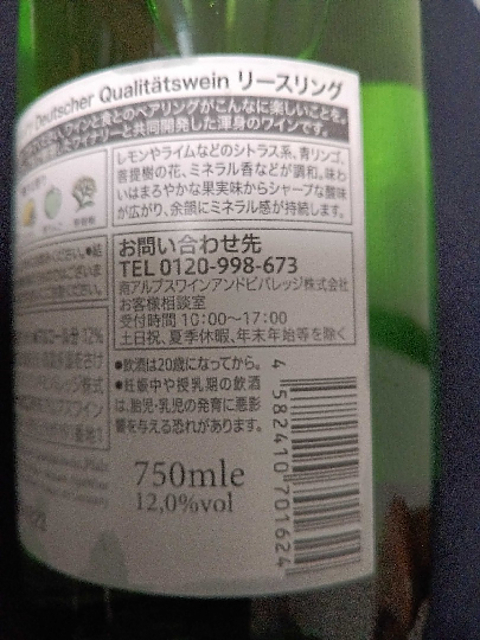 Deutscher Qualitätswein リースリング
ワインと食とのペアリングがこんなに楽しいことを。
ワイナリーと共同開発した渾身のワインです。
レモンやライムなどのシトラス系、青リンゴ、
菩提樹の花、ミネラル香などが調和。味わ
いはまろやかな果実味からシャープな酸味
が広がり、余韻にミネラル感が持続します。
お問い合わせ先
TEL 0120-998-673
南アルプスワインアンドビバレッジ株式会社
お客様相談室
受付時間 10:00〜17:00
土日祝、夏季休暇、年末年始等を除く
アルコール分 12%
●飲酒は20歳になってから。
●妊娠中や授乳期の飲酒
は、胎児・乳児の発育に悪影
響を与える恐れがあります。
750mle
12,0%vol
4 582410 701624